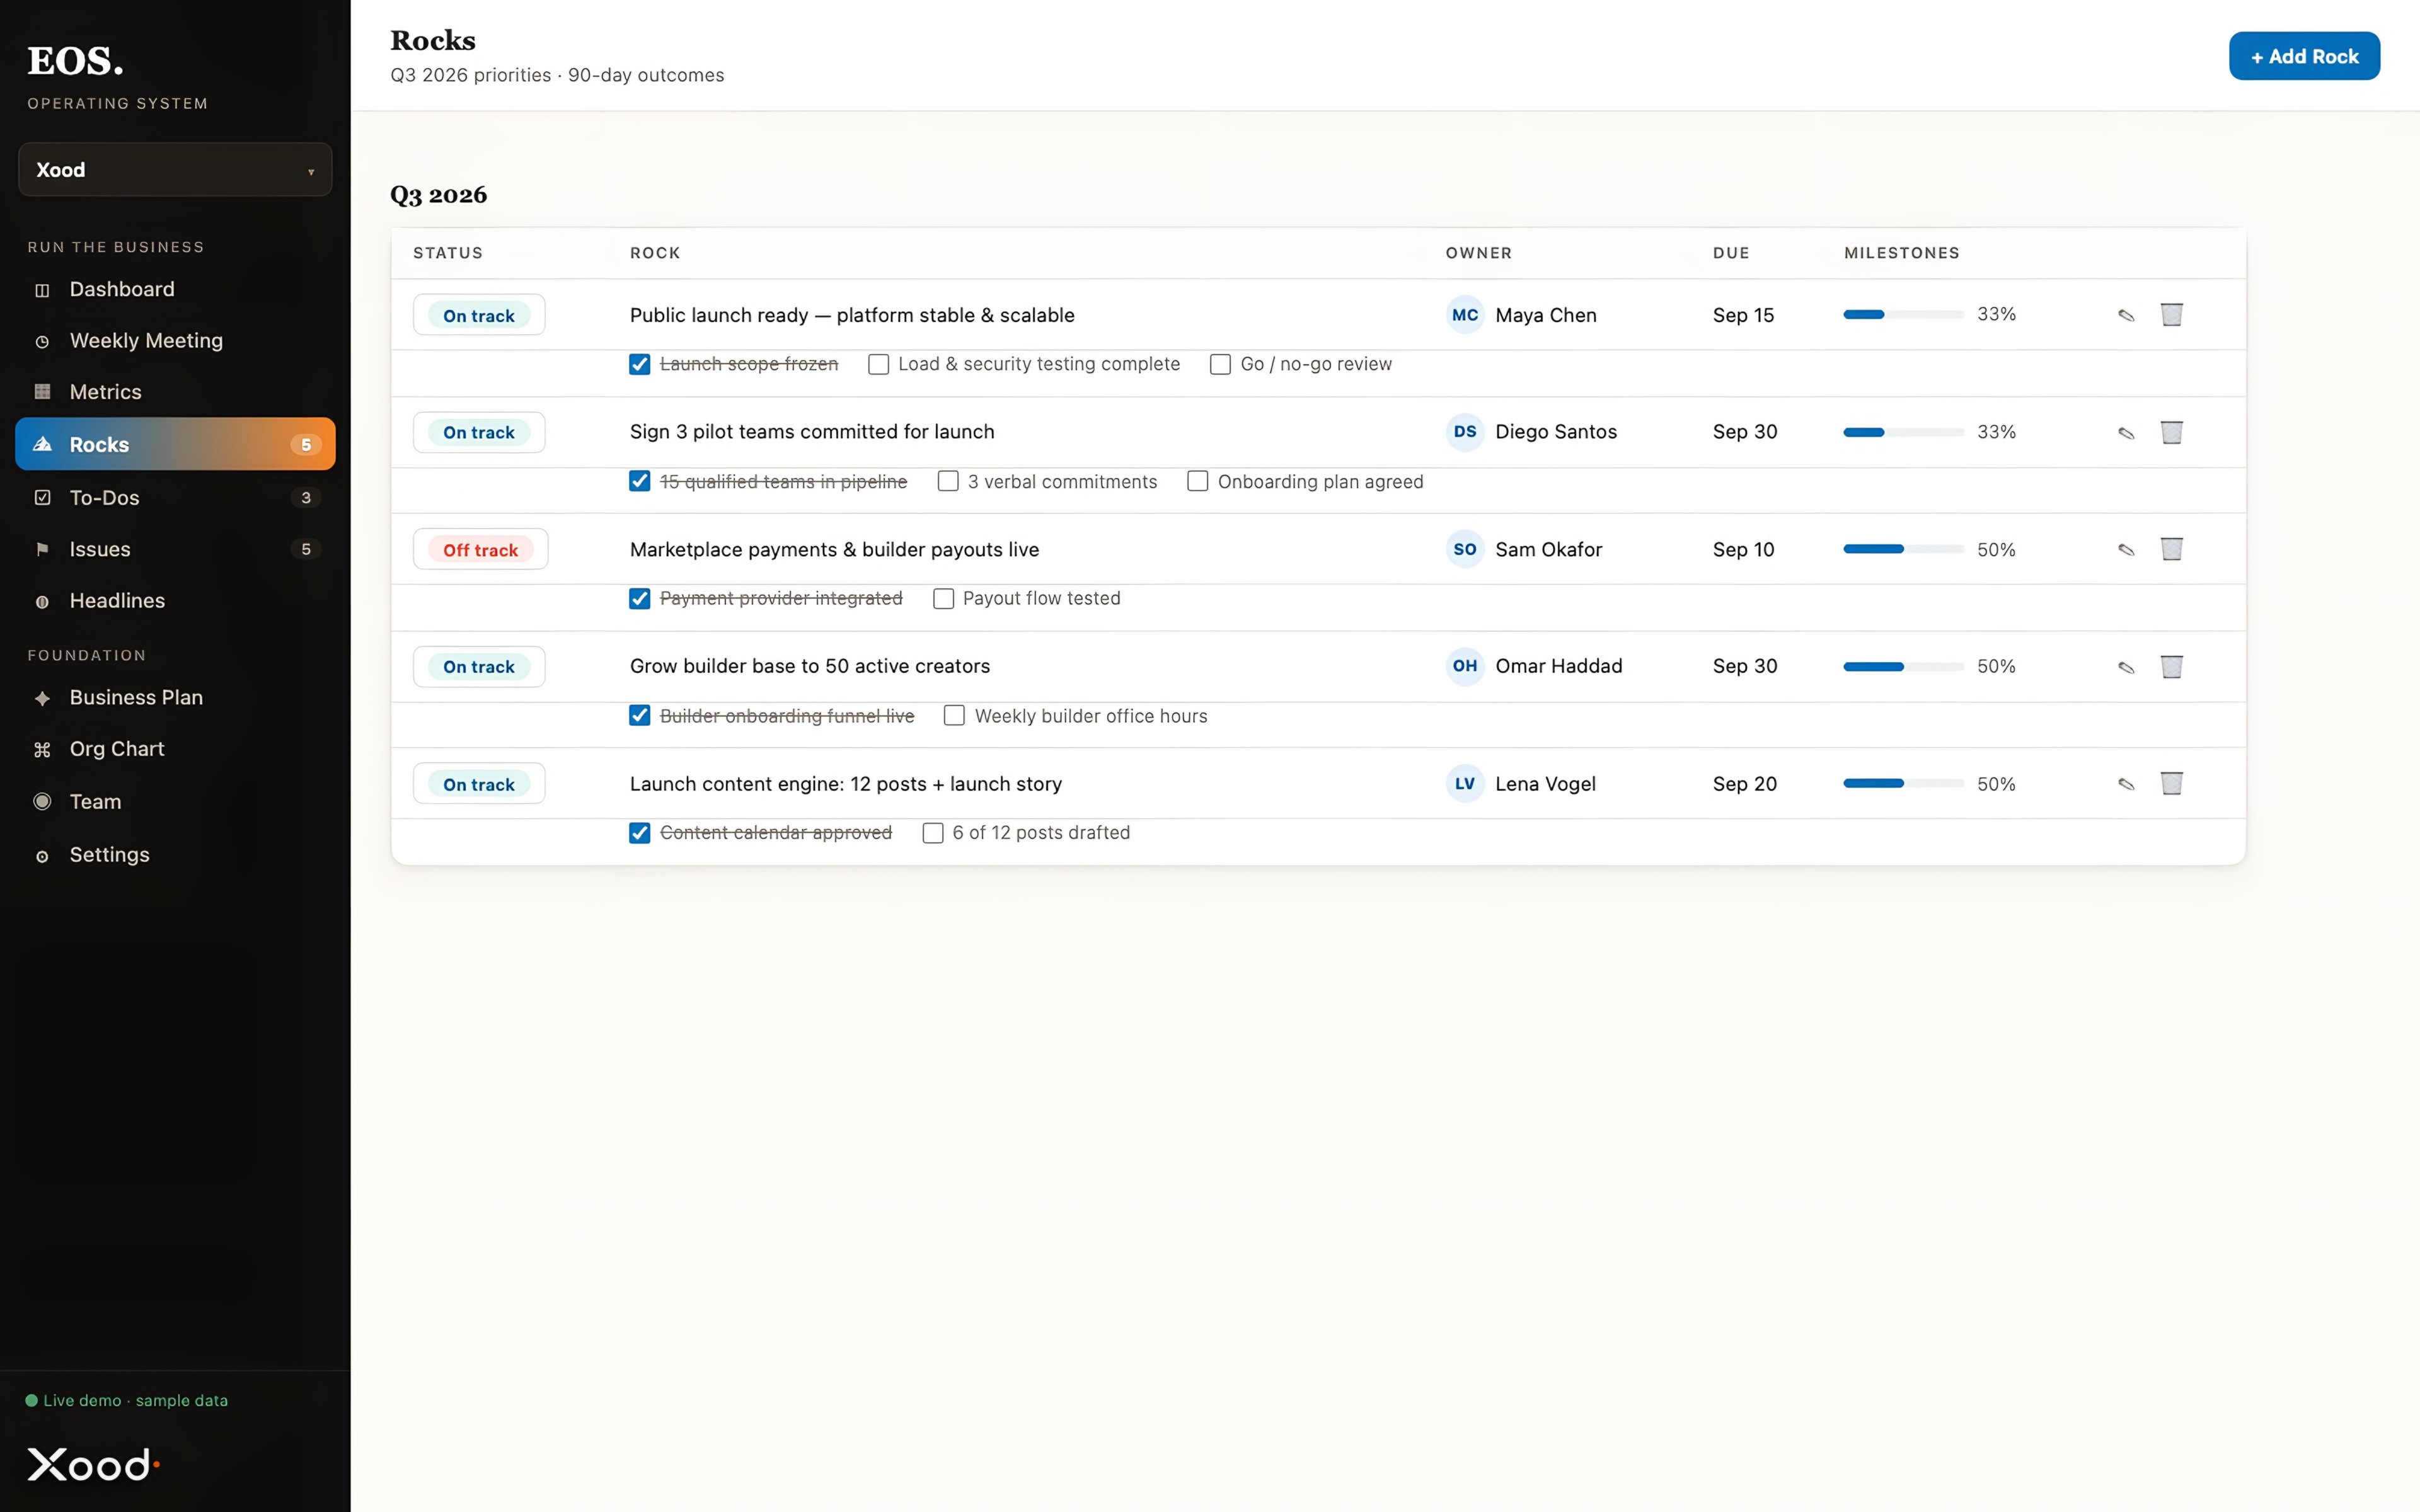 EOS.
OPERATING SYSTEM
Xood
RUN THE BUSINESS
Dashboard
Weekly Meeting
Metrics
Rocks 5
To-Dos 3
Issues 5
Headlines
FOUNDATION
Business Plan
Org Chart
Team
Settings
Live demo · sample data
Xood
Rocks
Q3 2026 priorities · 90-day outcomes
+ Add Rock
Q3 2026
STATUS ROCK OWNER DUE MILESTONES
On track Public launch ready — platform stable & scalable MC Maya Chen Sep 15 33%
Launch scope frozen Load & security testing complete Go / no-go review
On track Sign 3 pilot teams committed for launch DS Diego Santos Sep 30 33%
15 qualified teams in pipeline 3 verbal commitments Onboarding plan agreed
Off track Marketplace payments & builder payouts live SO Sam Okafor Sep 10 50%
Payment provider integrated Payout flow tested
On track Grow builder base to 50 active creators OH Omar Haddad Sep 30 50%
Builder onboarding funnel live Weekly builder office hours
On track Launch content engine: 12 posts + launch story LV Lena Vogel Sep 20 50%
Content calendar approved 6 of 12 posts drafted